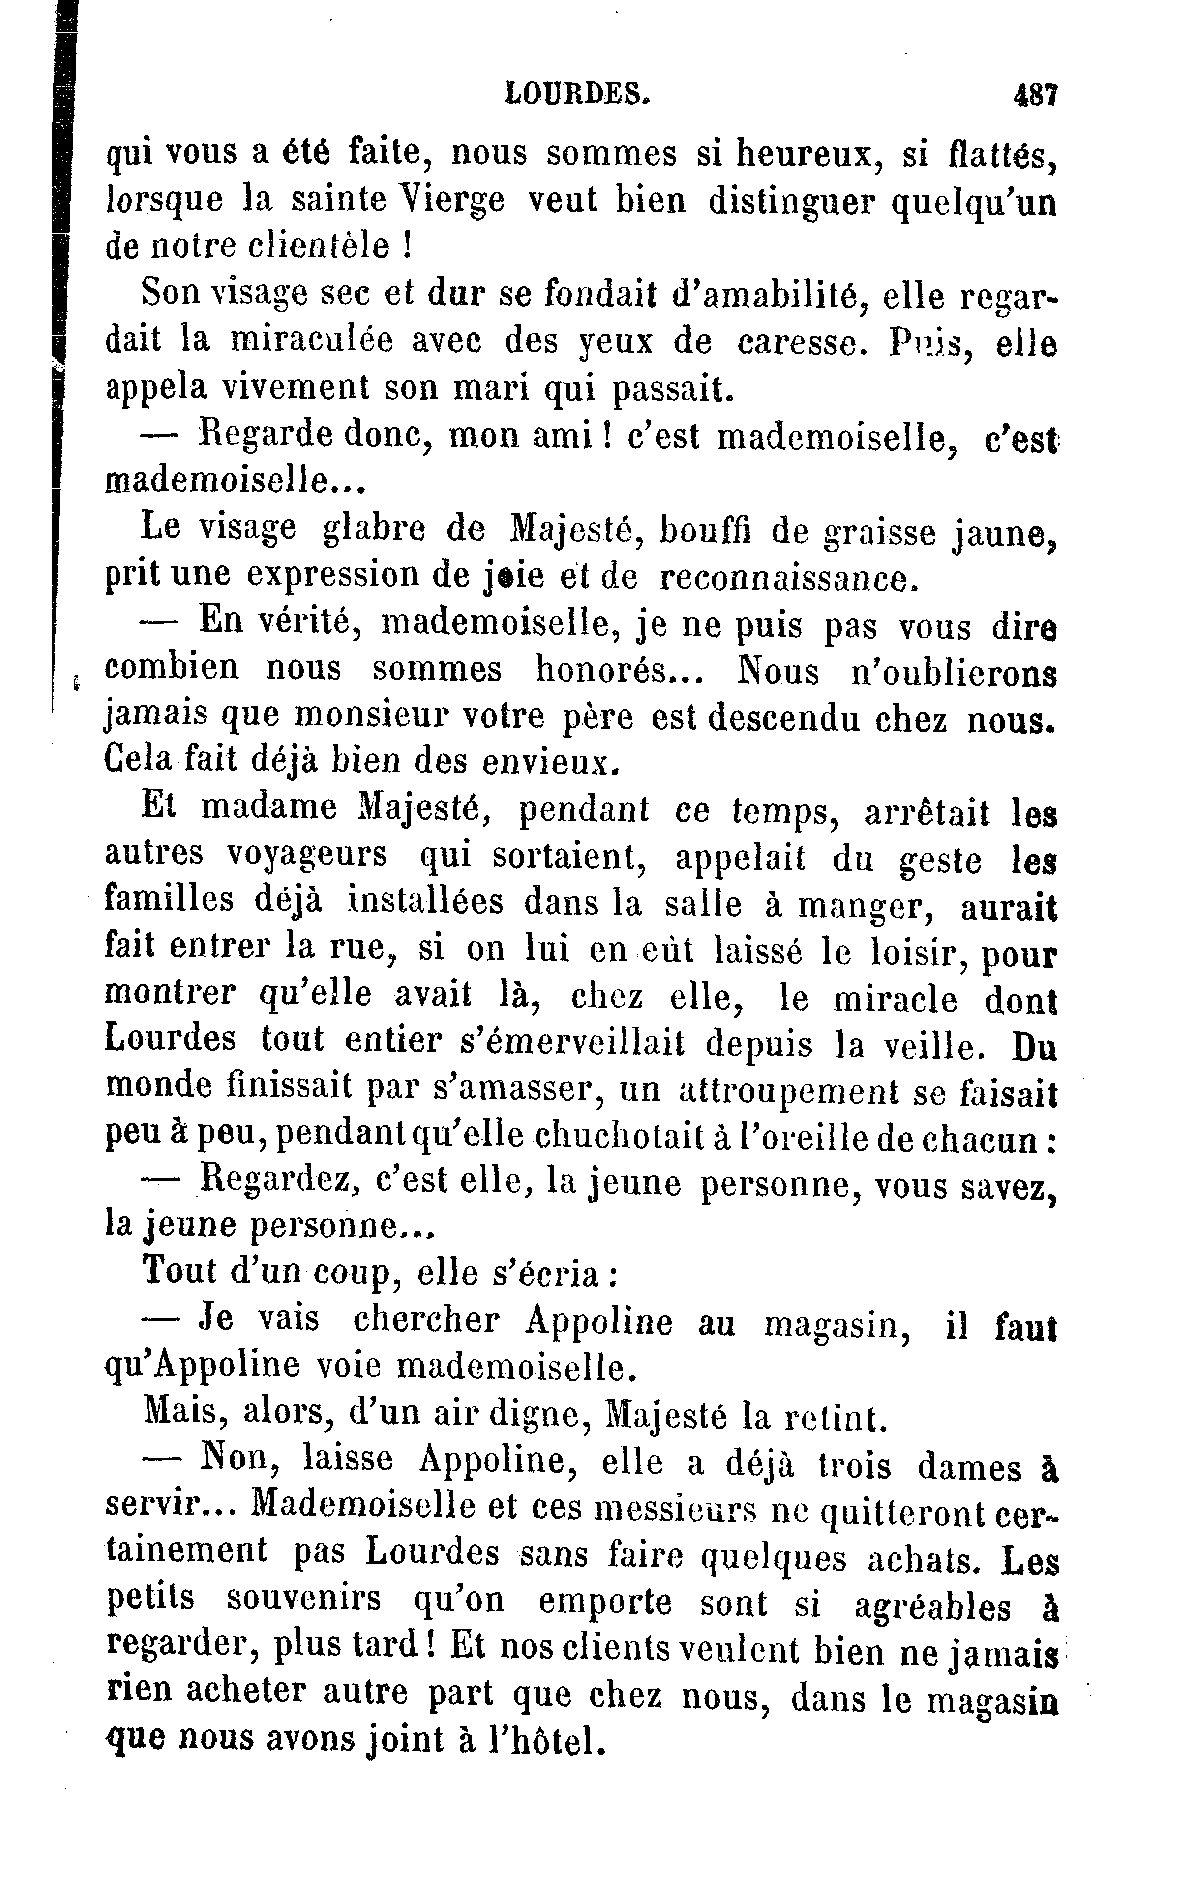 LOURDES. 487
qui vous a été faite, nous sommes si heureux, si flattés,
lorsque la sainte Vierge veut bien distinguer quelqu'un
de notre clientèle !
Son visage sec et dur se fondait d'amabilité, elle regar-
dait la miraculée avec des yeux de caresse. Puis, elle
appela vivement son mari qui passait.
— Regarde donc, mon ami ! c'est mademoiselle, c'est
mademoiselle...
Le visage glabre de Majesté, bouffi de graisse jaune,
prit une expression de joie et de reconnaissance.
— En vérité, mademoiselle, je ne puis pas vous dire
combien nous sommes honorés... Nous n'oublierons
jamais que monsieur votre père est descendu chez nous.
Cela fait déjà bien des envieux.
Et madame Majesté, pendant ce temps, arrêtait les
autres voyageurs qui sortaient, appelait du geste les
familles déjà installées dans la salle à manger, aurait
fait entrer la rue, si on lui en eût laissé le loisir, pour
montrer qu'elle avait là, chez elle, le miracle dont
Lourdes tout entier s'émerveillait depuis la veille. Du
monde finissait par s'amasser, un attroupement se faisait
peu à peu, pendant qu'elle chuchotait à l'oreille de chacun :
— Regardez, c'est elle, la jeune personne, vous savez,
la jeune personne...
Tout d'un coup, elle s'écria :
— Je vais chercher Appoline au magasin, il faut
qu'Appoline voie mademoiselle.
Mais, alors, d'un air digne, Majesté la retint.
— Non, laisse Appoline, elle a déjà trois dames à
servir... Mademoiselle et ces messieurs ne quitteront cer-
tainement pas Lourdes sans faire quelques achats. Les
petits souvenirs qu'on emporte sont si agréables à
regarder, plus tard ! Et nos clients veulent bien ne jamais
rien acheter autre part que chez nous, dans le magasin
que nous avons joint à l'hôtel.